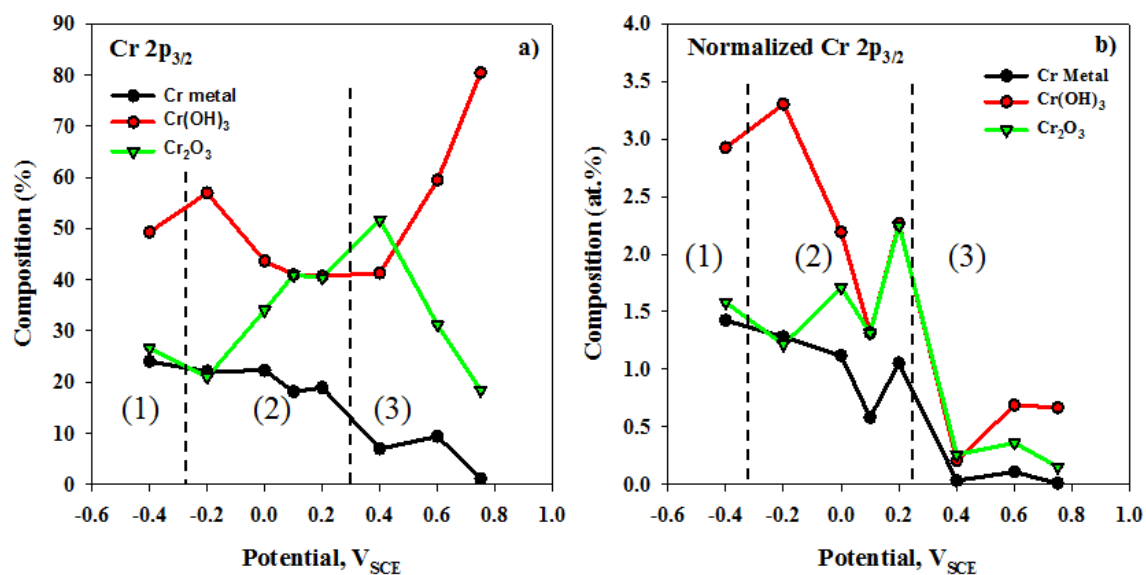 Cr 2p3/2
a)
Cr metal
Cr(OH)3
Cr2O3
Composition (%)
90
80
70
60
50
40
30
20
10
0
(1)
(2)
(3)
-0.6 -0.4 -0.2 0.0 0.2 0.4 0.6 0.8 1.0
Potential, VSCE
Normalized Cr 2p3/2
b)
Cr Metal
Cr(OH)3
Cr2O3
Composition (at.%)
4.0
3.5
3.0
2.5
2.0
1.5
1.0
0.5
0.0
(1)
(2)
(3)
-0.6 -0.4 -0.2 0.0 0.2 0.4 0.6 0.8 1.0
Potential, VSCE